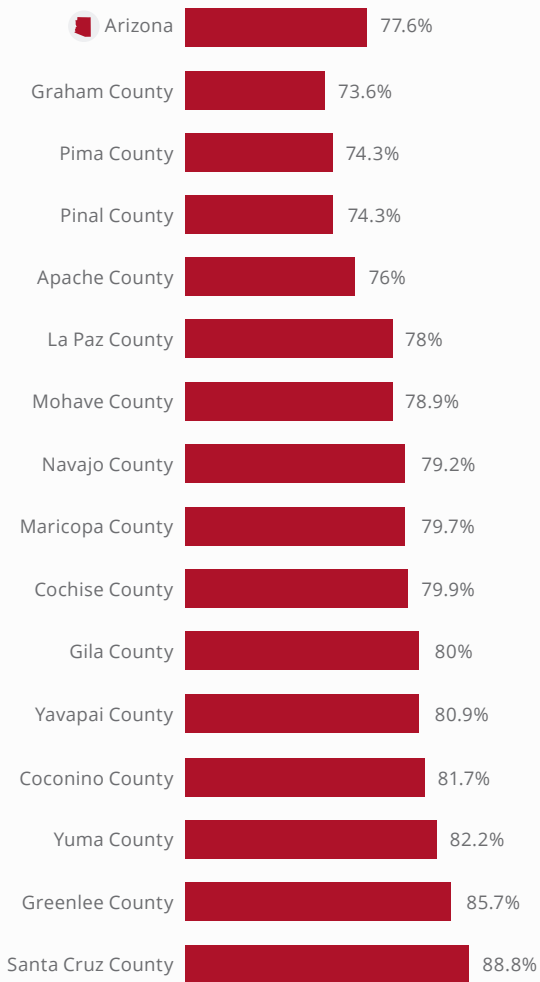 Arizona 77.6%
Graham County 73.6%
Pima County 74.3%
Pinal County 74.3%
Apache County 76%
La Paz County 78%
Mohave County 78.9%
Navajo County 79.2%
Maricopa County 79.7%
Cochise County 79.9%
Gila County 80%
Yavapai County 80.9%
Coconino County 81.7%
Yuma County 82.2%
Greenlee County 85.7%
Santa Cruz County 88.8%